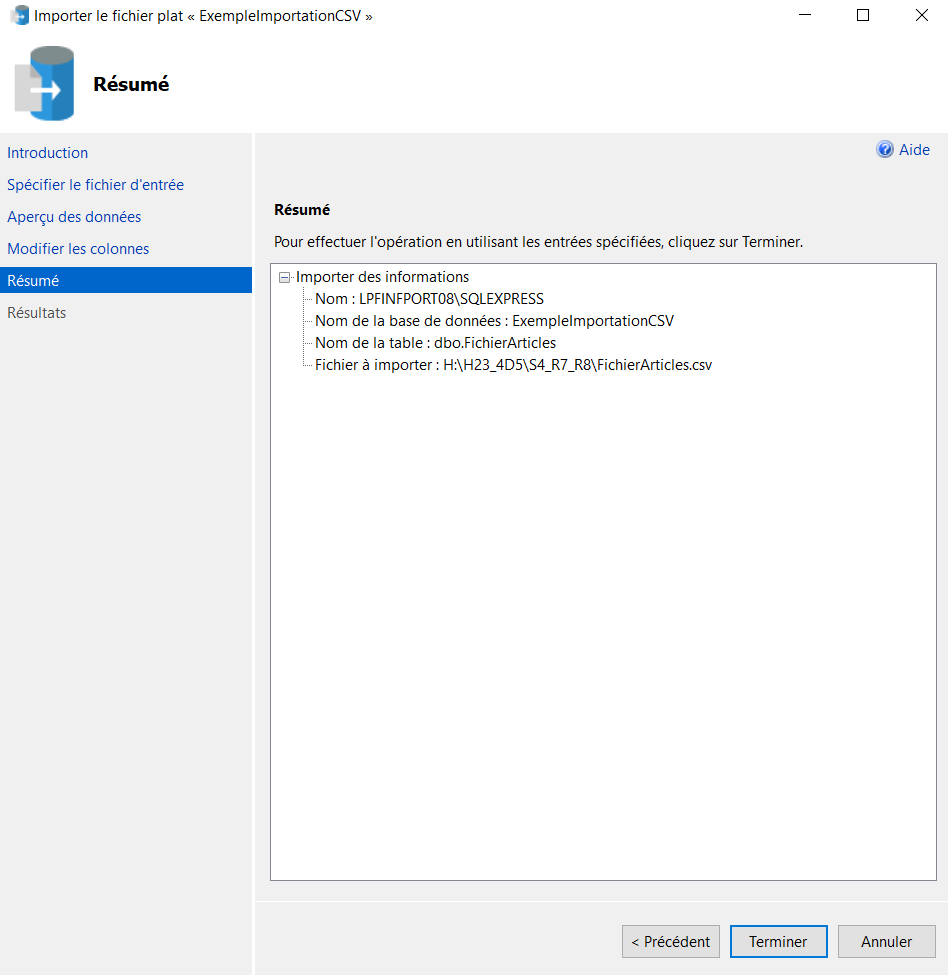 Importer le fichier plat « ExempleImportationCSV »
Résumé
Introduction
Spécifier le fichier d'entrée
Aperçu des données
Modifier les colonnes
Résumé
Résultats
Aide
Résumé
Pour effectuer l'opération en utilisant les entrées spécifiées, cliquez sur Terminer.
Importer des informations
Nom : LPFINFPORT08\SQLEXPRESS
Nom de la base de données : ExempleImportationCSV
Nom de la table : dbo.FichierArticles
Fichier à importer : H:\H23_4D5\S4_R7_R8\FichierArticles.csv
< Précédent
Terminer
Annuler